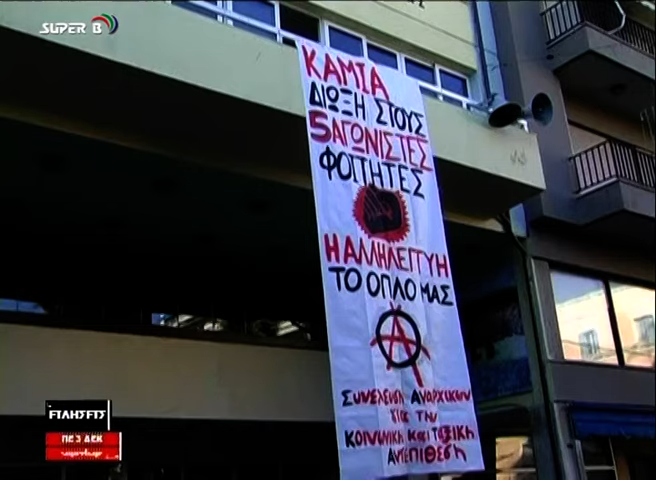 SUPER B
ΚΑΜΙΑ
ΔΙΩΞΗ ΣΤΟΥΣ
5 ΑΓΩΝΙΣΤΕΣ
ΦΟΙΤΗΤΕΣ
Η ΑΛΛΗΛΕΓΓΥΗ
ΤΟ ΟΠΛΟ ΜΑΣ
ΣΥΝΕΛΕΥΣΗ ΑΝΑΡΧΙΚΩΝ
ΓΙΑ ΤΗΝ
ΚΟΙΝΩΝΙΚΗ ΚΑΙ ΤΑΞΙΚΗ
ΑΝΤΕΠΙΘΕΣΗ
ΕΙΔΗΣΕΙΣ
ΠΕ 3 ΔΕΚ